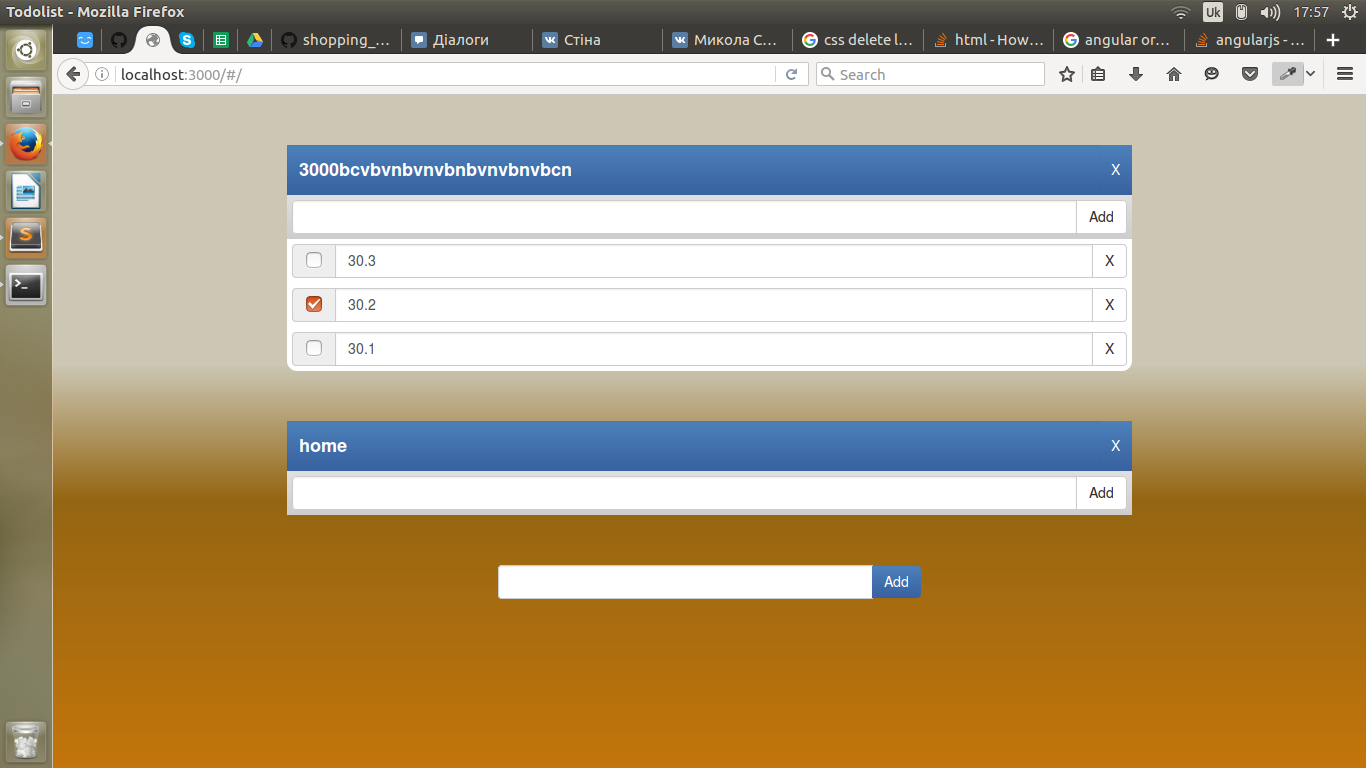 Todolist - Mozilla Firefox
Uk
17:57
shopping_...
Діалоги
Стіна
Микола С...
css delete l...
html - How...
angular or...
angularjs - ...
localhost:3000/#/
Search
3000bcvbvnbvnvbnbvnvbnvbcn
X
Add
30.3
X
30.2
X
30.1
X
home
X
Add
Add